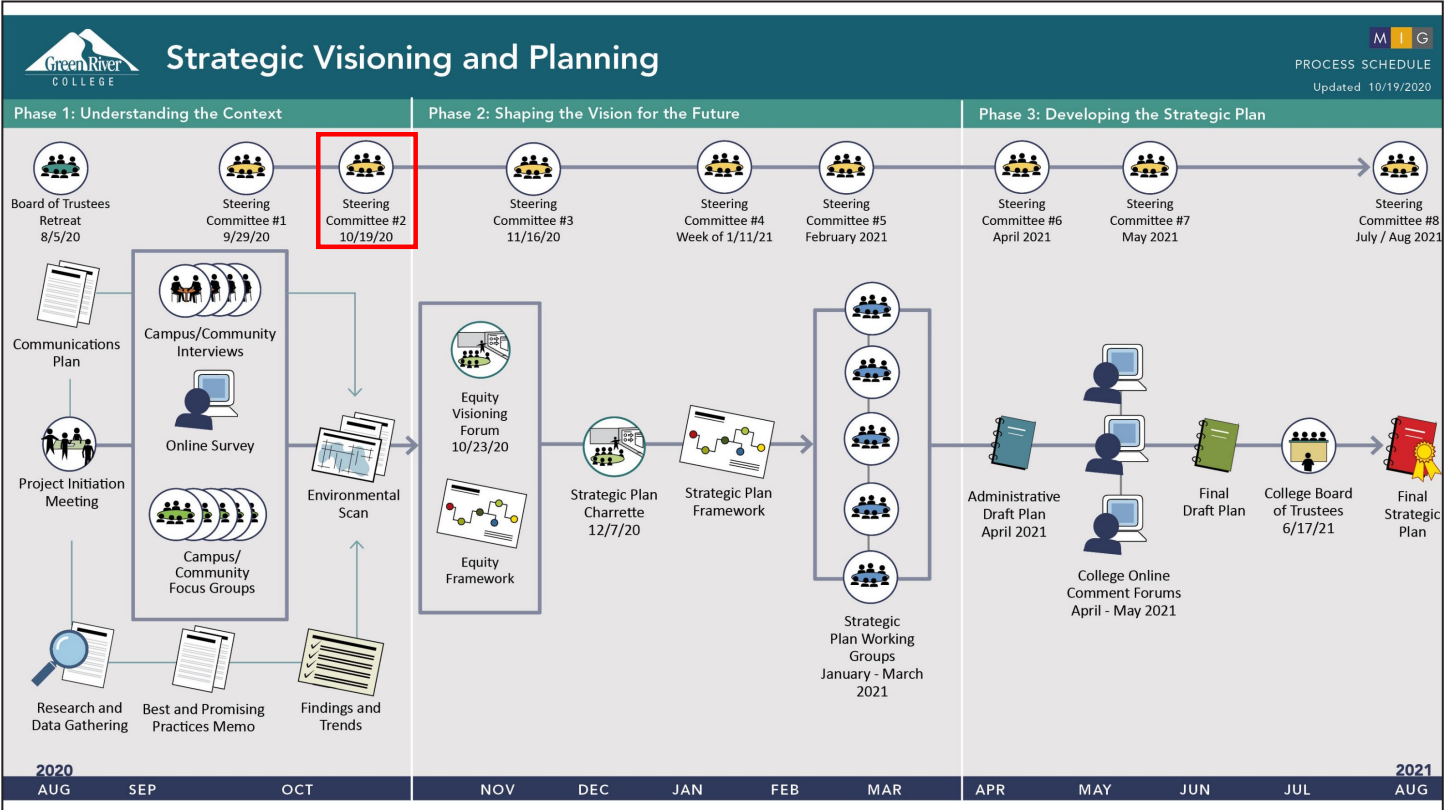 Green River
COLLEGE
Strategic Visioning and Planning
M I G
PROCESS SCHEDULE
Updated 10/19/2020
Phase 1: Understanding the Context
Phase 2: Shaping the Vision for the Future
Phase 3: Developing the Strategic Plan
Board of Trustees
Retreat
8/5/20
Steering
Committee #1
9/29/20
Steering
Committee #2
10/19/20
Steering
Committee #3
11/16/20
Steering
Committee #4
Week of 1/11/21
Steering
Committee #5
February 2021
Steering
Committee #6
April 2021
Steering
Committee #7
May 2021
Steering
Committee #8
July / Aug 2021
Communications
Plan
Campus/Community
Interviews
Project Initiation
Meeting
Online Survey
Campus/
Community
Focus Groups
Environmental
Scan
Research and
Data Gathering
Best and Promising
Practices Memo
Findings and
Trends
Equity
Visioning
Forum
10/23/20
Equity
Framework
Strategic Plan
Charrette
12/7/20
Strategic Plan
Framework
Strategic
Plan Working
Groups
January - March
2021
Administrative
Draft Plan
April 2021
College Online
Comment Forums
April - May 2021
Final
Draft Plan
College Board
of Trustees
6/17/21
Final
Strategic
Plan
2020
2021
AUG SEP OCT NOV DEC JAN FEB MAR APR MAY JUN JUL AUG